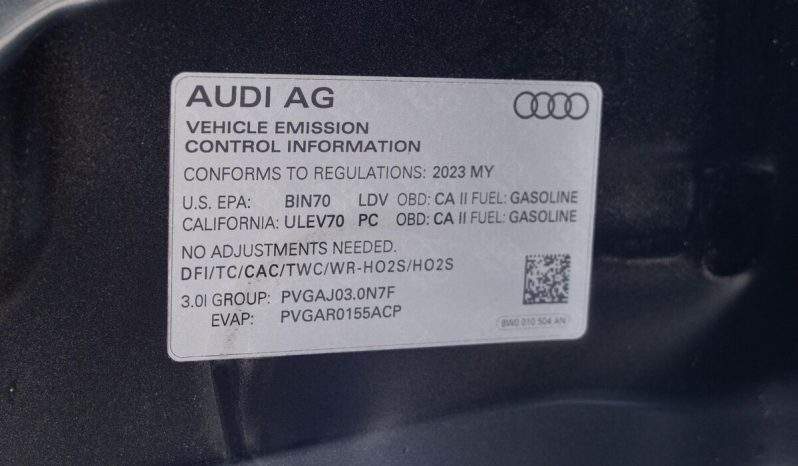 AUDI AG
VEHICLE EMISSION
CONTROL INFORMATION
CONFORMS TO REGULATIONS: 2023 MY
U.S. EPA: BIN70 LDV OBD: CA II FUEL: GASOLINE
CALIFORNIA: ULEV70 PC OBD: CA II FUEL: GASOLINE
NO ADJUSTMENTS NEEDED.
DFI/TC/CAC/TWC/WR-HO2S/HO2S
3.0l GROUP: PVGAJ03.0N7F
EVAP: PVGAR0155ACP
8W0 010 504 AN